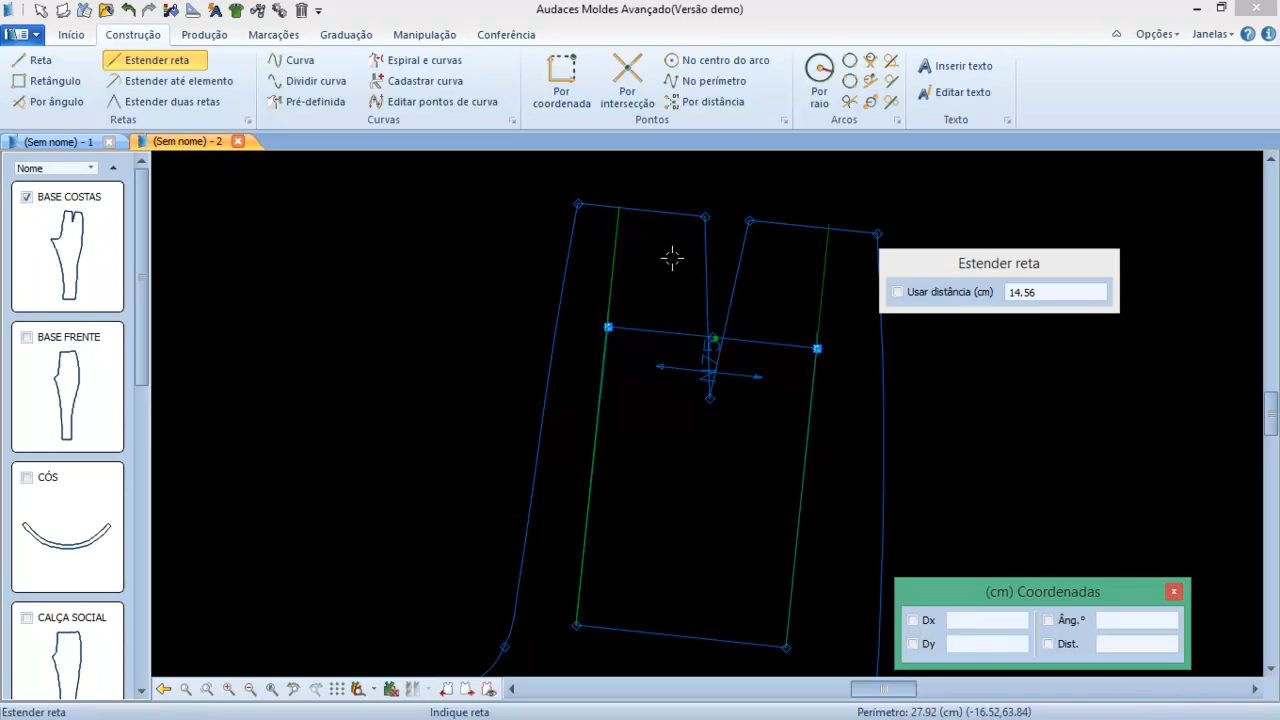 Audaces Moldes Avançado(Versão demo)
Início
Construção
Produção
Marcações
Graduação
Manipulação
Conferência
Opções
Janelas
Reta
Retângulo
Por ângulo
Estender reta
Estender até elemento
Estender duas retas
Retas
Curva
Dividir curva
Pré-definida
Espiral e curvas
Cadastrar curva
Editar pontos de curva
Curvas
Por coordenada
Por intersecção
No centro do arco
No perímetro
Por distância
Pontos
Por raio
Arcos
Inserir texto
Editar texto
Texto
(Sem nome) - 1
(Sem nome) - 2
Nome
BASE COSTAS
BASE FRENTE
CÓS
CALÇA SOCIAL
Estender reta
Usar distância (cm) 14.56
(cm) Coordenadas
Dx
Âng.°
Dy
Dist.
Estender reta
Indique reta
Perímetro: 27.92 (cm) (-16.52,63.84)